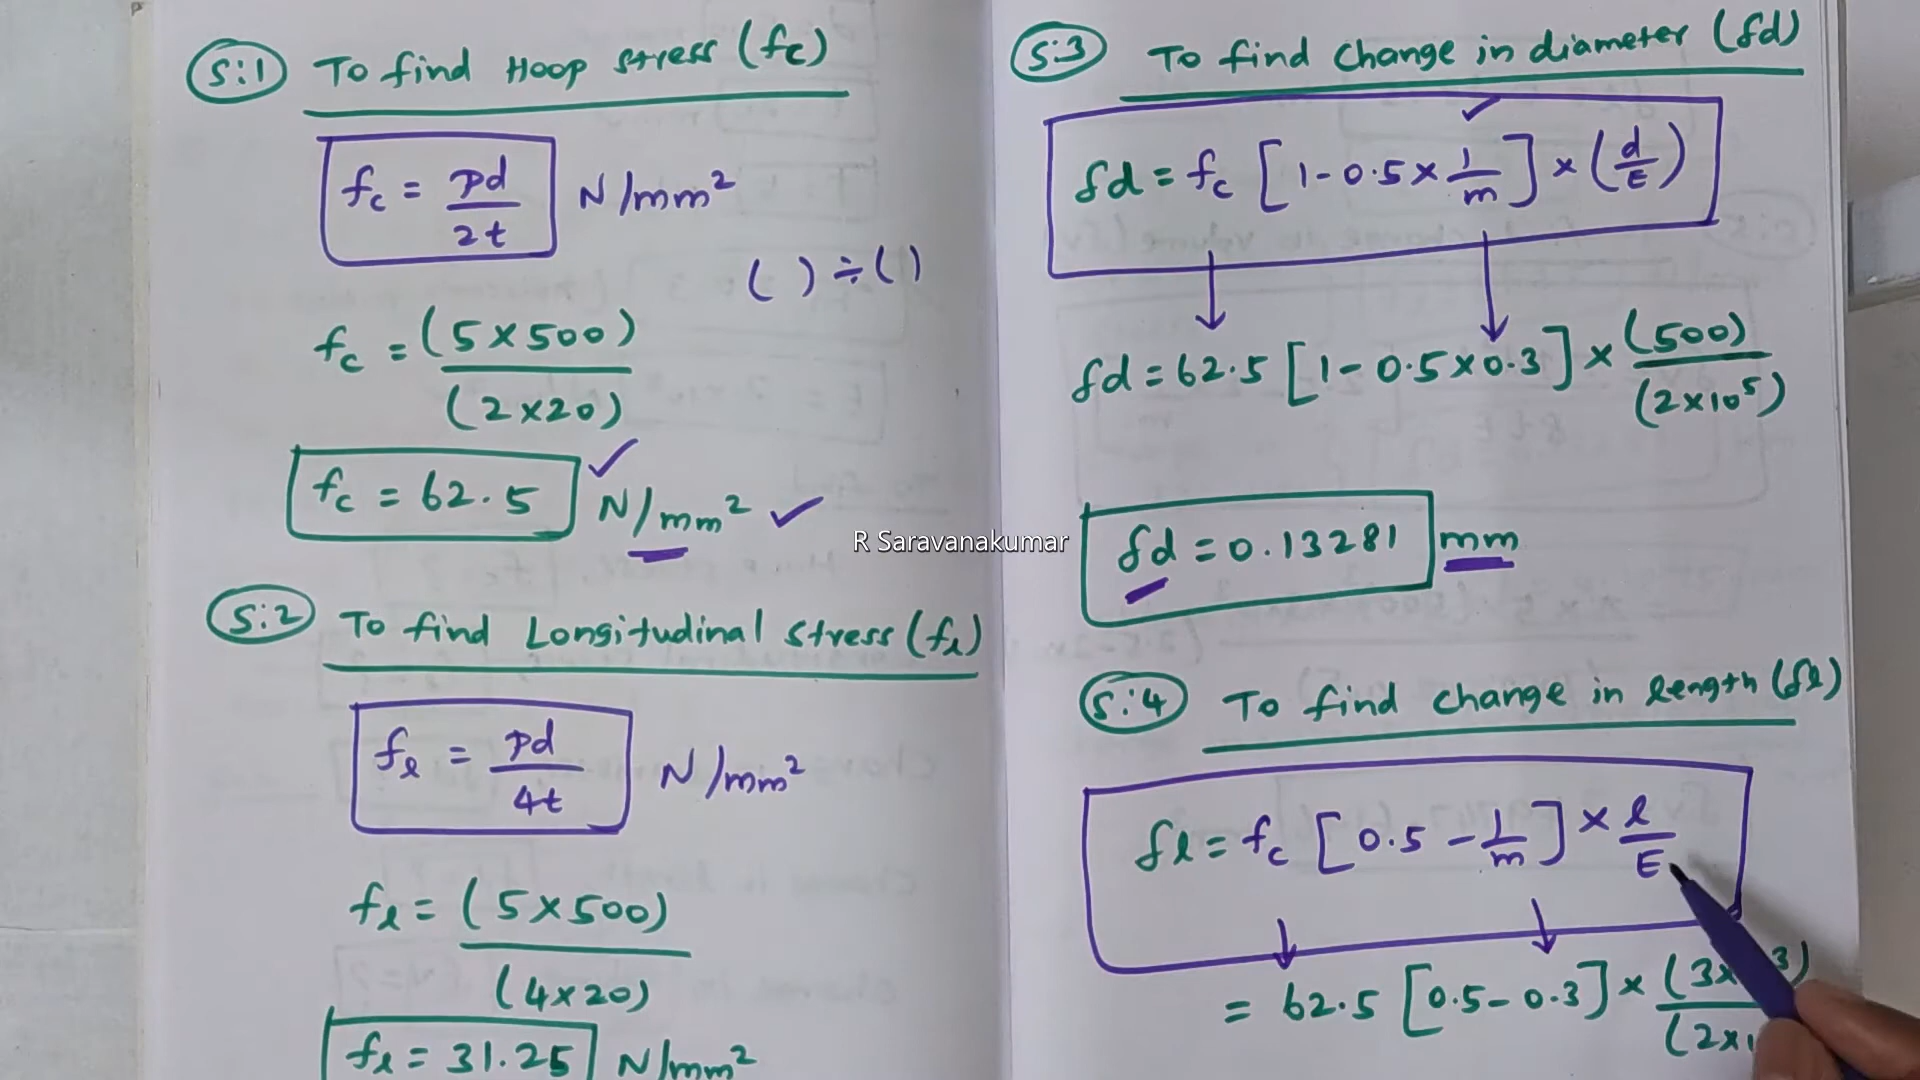 S:1 To find Hoop stress (fc)
fc = pd / 2t N/mm²
( ) ÷ ( )
fc = (5 x 500) / (2 x 20)
fc = 62.5 N/mm²
S:2 To find Longitudinal stress (fl)
fl = pd / 4t N/mm²
fl = (5 x 500) / (4 x 20)
fl = 31.25 N/mm²
S:3 To find change in diameter (δd)
δd = fc [1 - 0.5 x 1/m] x (d/E)
δd = 62.5 [1 - 0.5 x 0.3] x (500) / (2 x 10⁵)
δd = 0.13281 mm
S:4 To find change in length (δl)
δl = fc [0.5 - 1/m] x l/E
= 62.5 [0.5 - 0.3] x (3x 3) / (2x1
R Saravanakumar